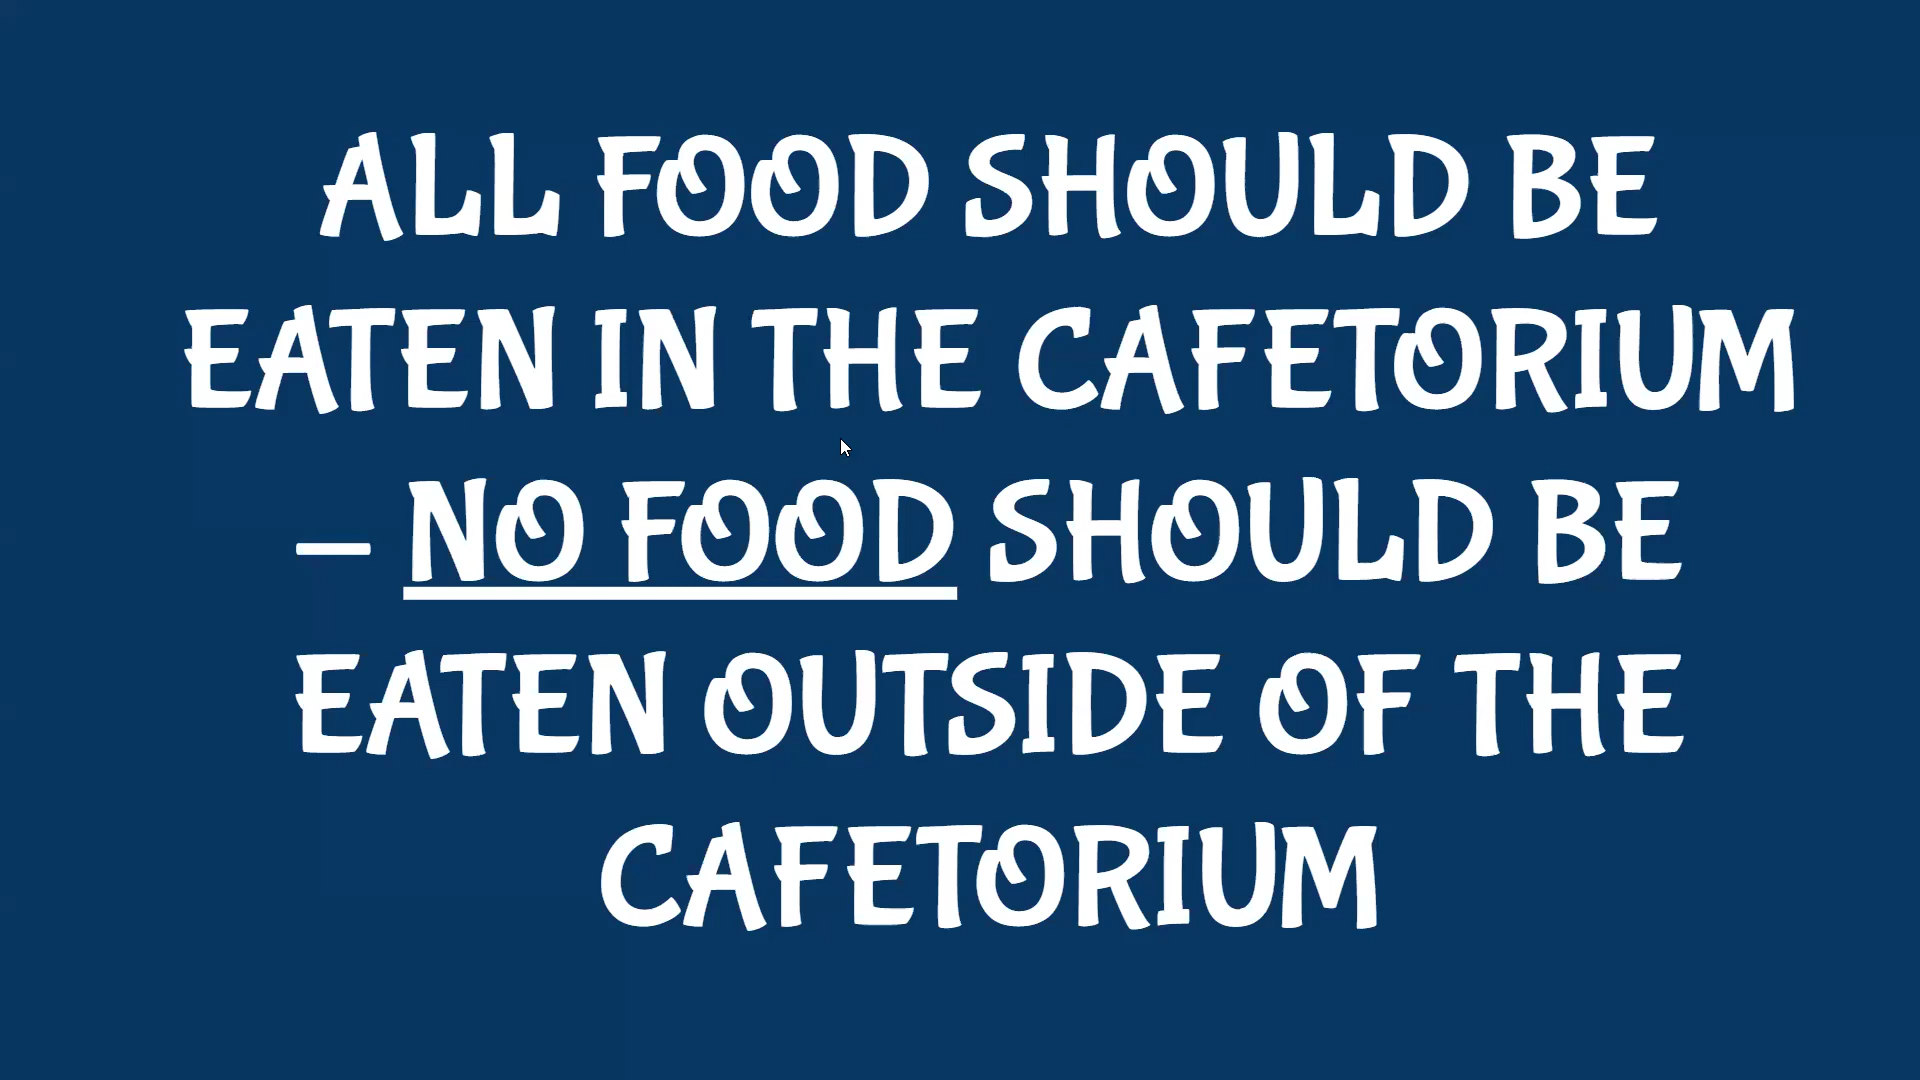 ALL FOOD SHOULD BE
EATEN IN THE CAFETORIUM
– NO FOOD SHOULD BE
EATEN OUTSIDE OF THE
CAFETORIUM